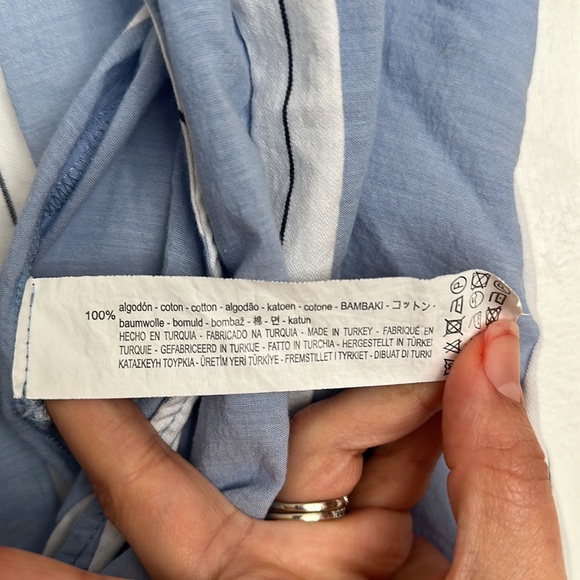 100% algodón - coton - cotton - algodão - katoen - cotone - BAMBAKI - コットン -
baumwolle - bomuld - bombaž - 棉 - 면 - katun
HECHO EN TURQUIA - FABRICADO NA TURQUIA - MADE IN TURKEY - FABRIQUÉ EN
TURQUIE - GEFABRICEERD IN TURKIJE - FATTO IN TURCHIA - HERGESTELLT IN TÜRKEI
ΚΑΤΑΣΚΕΥΗ ΤΟΥΡΚΙΑ - ÜRETİM YERİ TÜRKİYE - FREMSTILLET I TYRKIET - DIBUAT DI TURKI